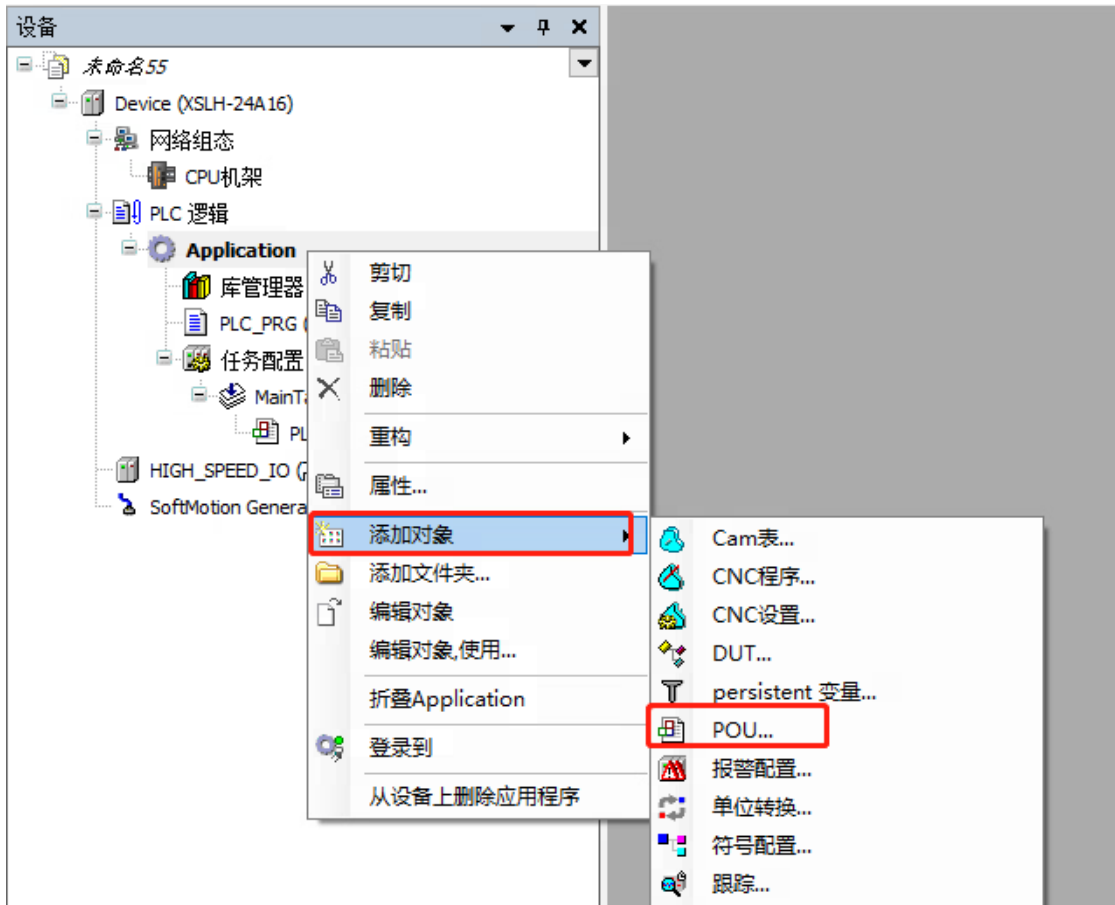 设备
未命名55
Device (XSLH-24A16)
网络组态
CPU机架
PLC 逻辑
Application
库管理器
PLC_PRG (
任务配置
MainTa
PL
HIGH_SPEED_IO (
SoftMotion Genera
剪切
复制
粘贴
删除
重构
属性...
添加对象
添加文件夹...
编辑对象
编辑对象,使用...
折叠Application
登录到
从设备上删除应用程序
Cam表...
CNC程序...
CNC设置...
DUT...
persistent 变量...
POU...
报警配置...
单位转换...
符号配置...
跟踪...